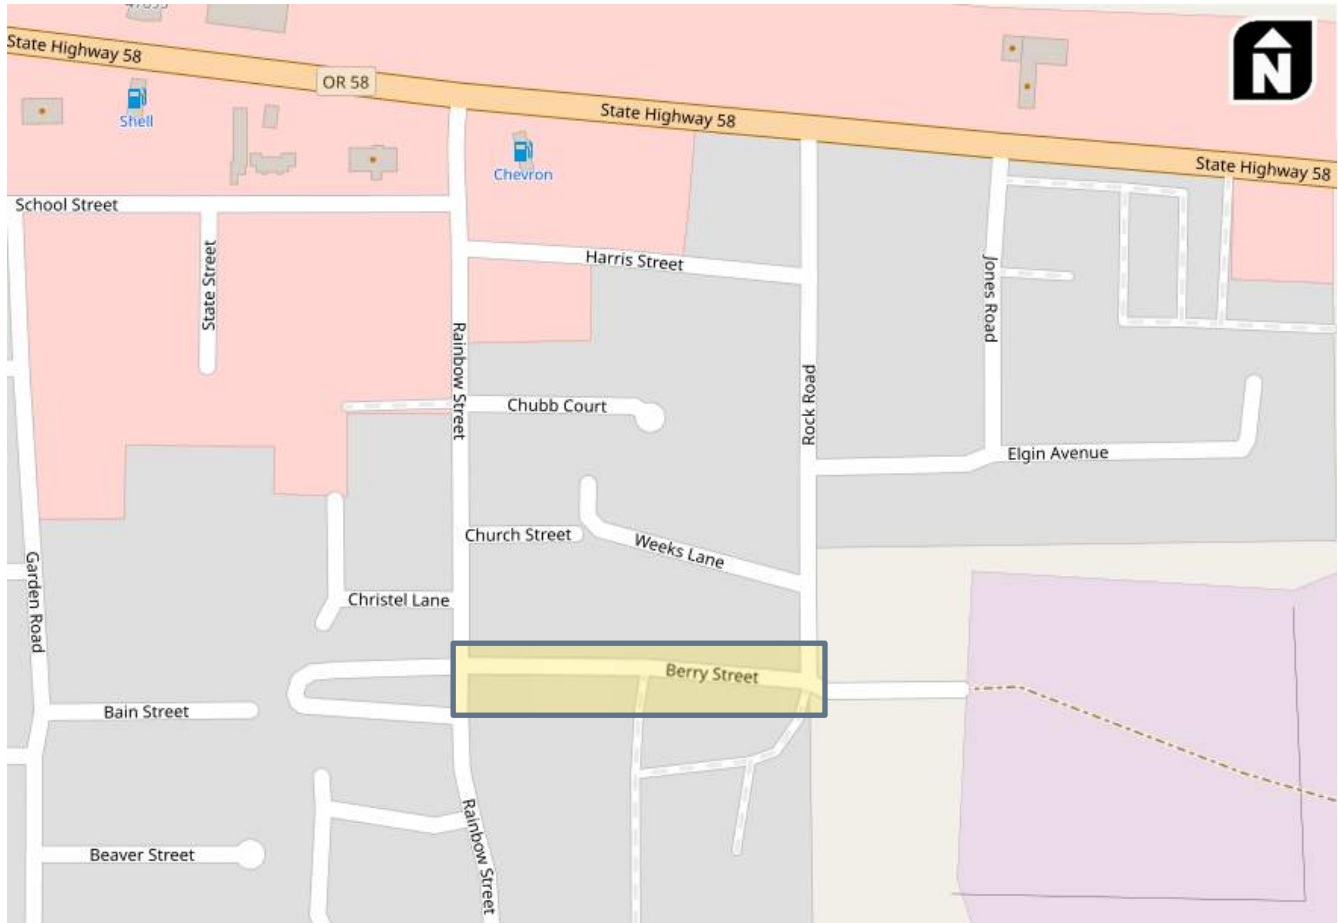 State Highway 58
OR 58
State Highway 58
State Highway 58
N
Shell
Chevron
School Street
State Street
Harris Street
Jones Road
Rainbow Street
Rock Road
Chubb Court
Elgin Avenue
Church Street
Weeks Lane
Garden Road
Christel Lane
Berry Street
Bain Street
Rainbow Street
Beaver Street